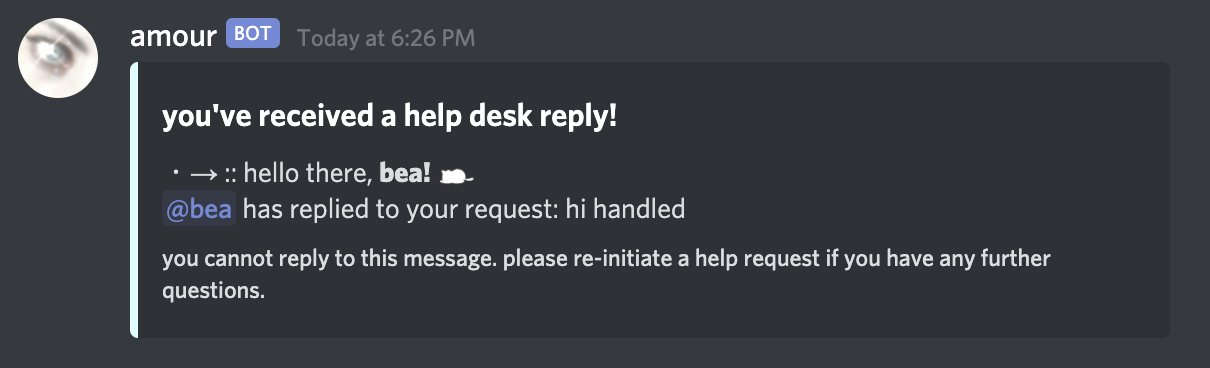 amour BOT Today at 6:26 PM
you've received a help desk reply!
・→ :: hello there, bea!
@bea has replied to your request: hi handled
you cannot reply to this message. please re-initiate a help request if you have any further
questions.